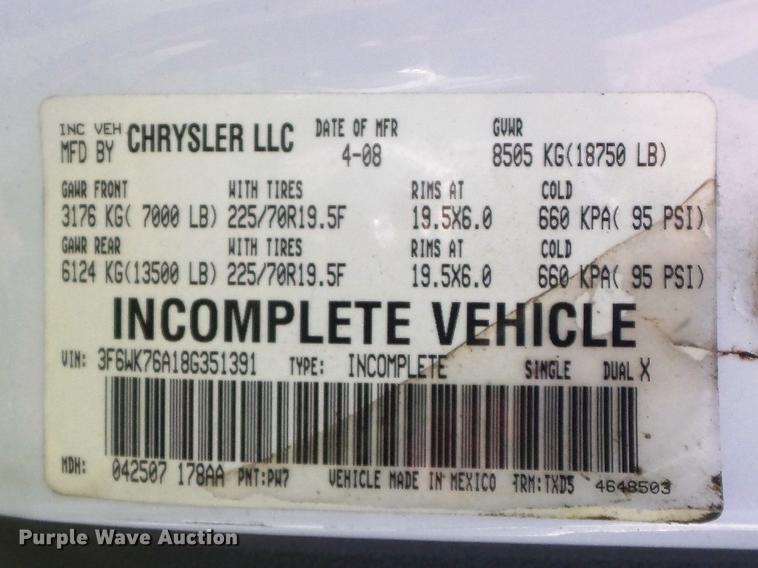 INC VEH MFD BY CHRYSLER LLC DATE OF MFR 4-08 GVWR 8505 KG(18750 LB)
GAWR FRONT WITH TIRES RIMS AT COLD
3176 KG( 7000 LB) 225/70R19.5F 19.5X6.0 660 KPA( 95 PSI)
GAWR REAR WITH TIRES RIMS AT COLD
6124 KG(13500 LB) 225/70R19.5F 19.5X6.0 660 KPA( 95 PSI)
INCOMPLETE VEHICLE
VIN: 3F6WK76A18G351391 TYPE: INCOMPLETE SINGLE DUAL X
MDH: 042507 178AA PNT:PW7 VEHICLE MADE IN MEXICO TRM:TXD5 4648503
Purple Wave Auction